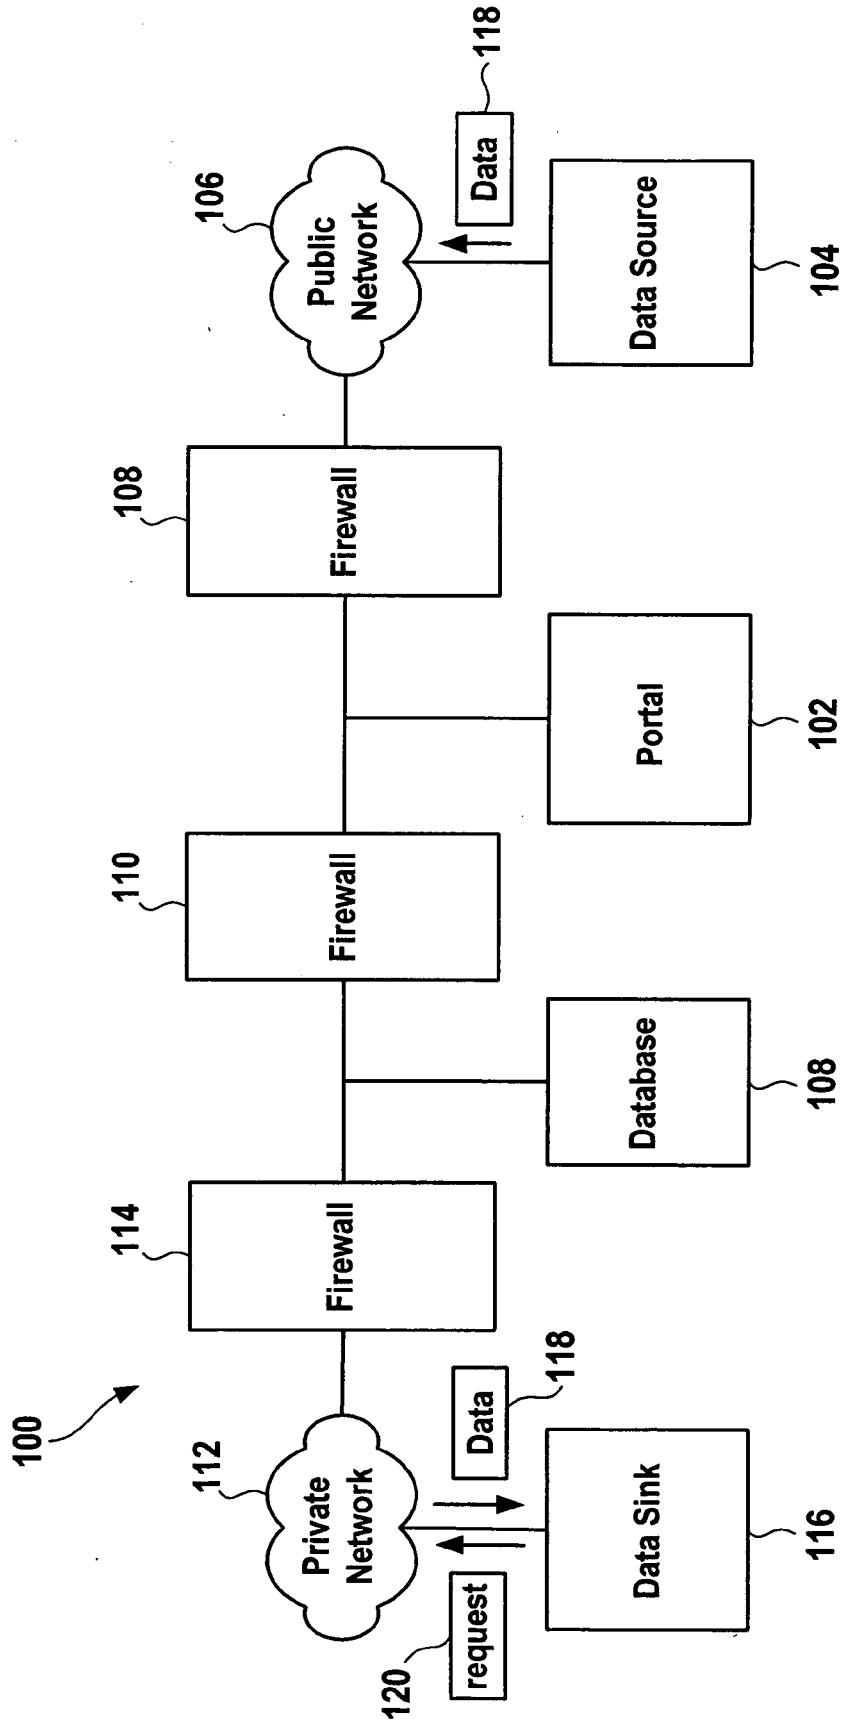 100
112
Private
Network
120
request
Data
118
Data Sink
116
114
Firewall
Database
108
110
Firewall
Portal
102
108
Firewall
106
Public
Network
Data
118
Data Source
104